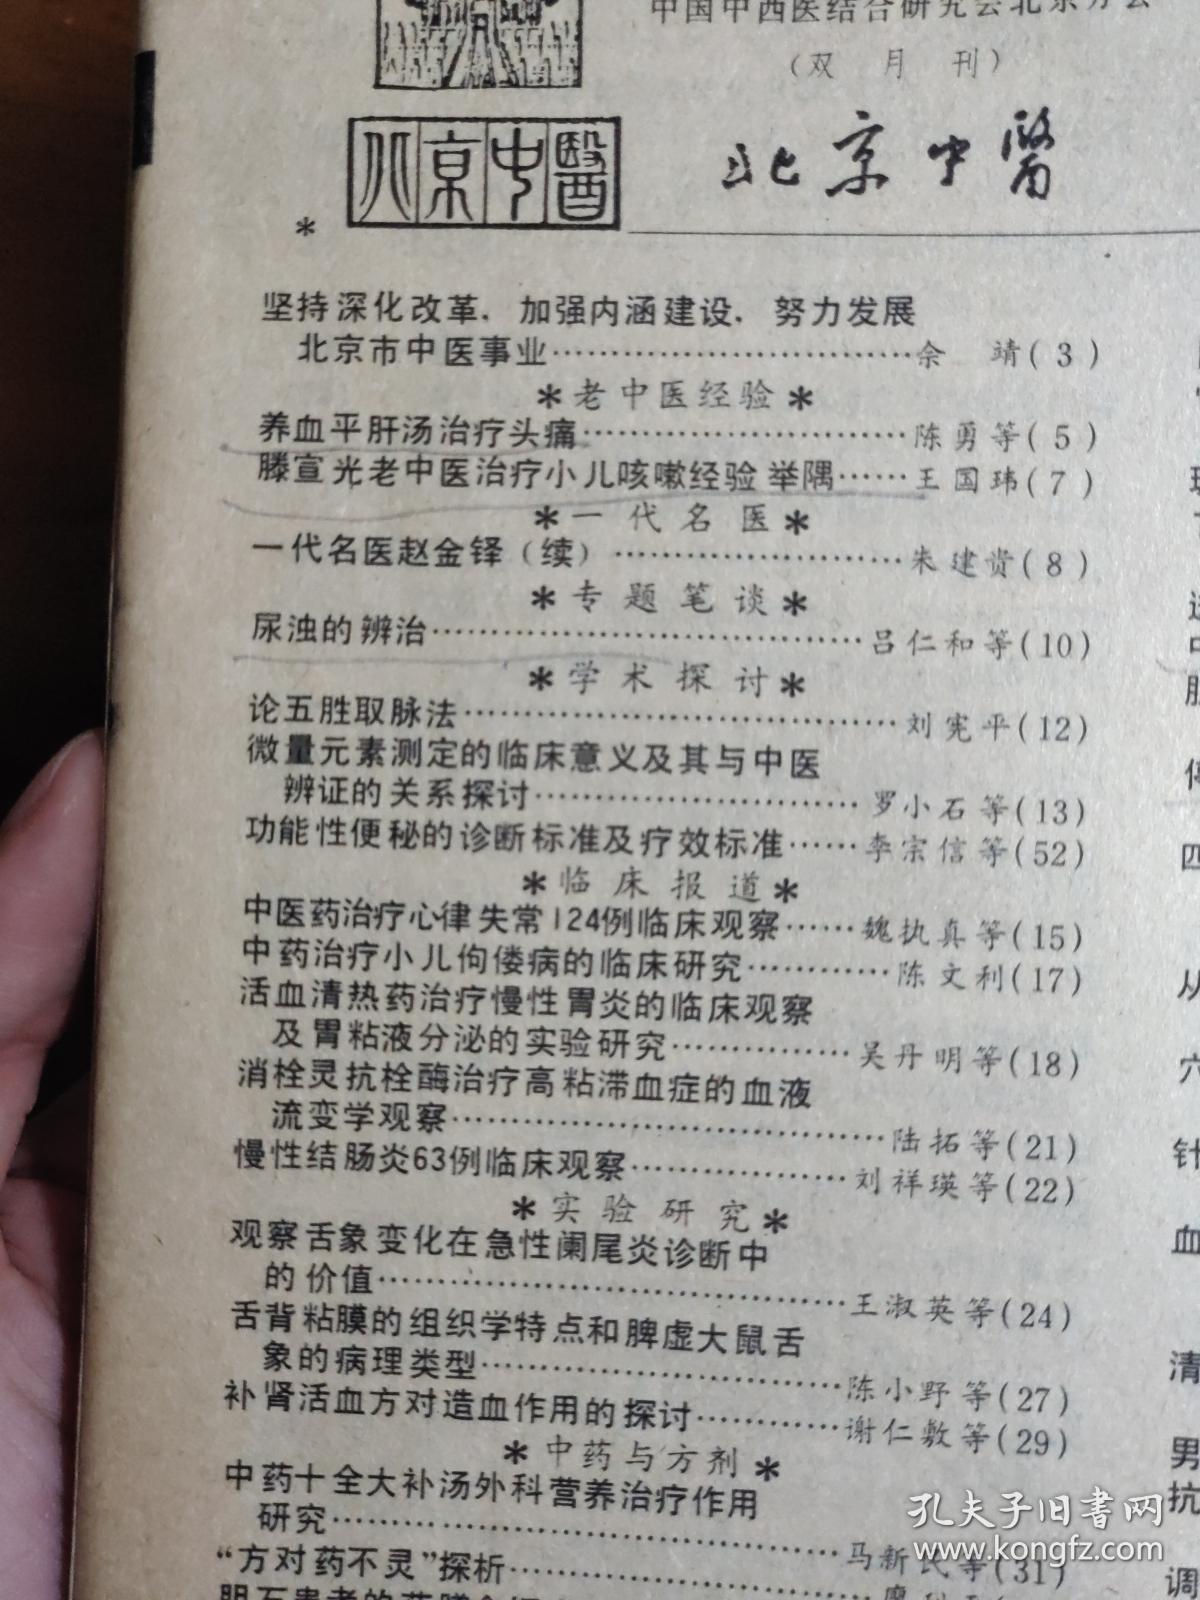 中国中西医结合研究会北京分会
（双 月 刊）
北京中醫
北京中醫
*
坚持深化改革，加强内涵建设，努力发展
北京市中医事业……………………………佘 靖(3)
*老中医经验*
养血平肝汤治疗头痛…………………………陈勇等(5)
滕宣光老中医治疗小儿咳嗽经验举隅……王国玮(7)
*一代名医*
一代名医赵金铎（续）………………………朱建贵(8)
*专题笔谈*
尿浊的辨治……………………………………吕仁和等(10)
*学术探讨*
论五胜取脉法……………………………………刘宪平(12)
微量元素测定的临床意义及其与中医
辨证的关系探讨…………………………罗小石等(13)
功能性便秘的诊断标准及疗效标准……李宗信等(52)
*临床报道*
中医药治疗心律失常124例临床观察……魏执真等(15)
中药治疗小儿佝偻病的临床研究…………陈文利(17)
活血清热药治疗慢性胃炎的临床观察
及胃粘液分泌的实验研究……………吴丹明等(18)
消栓灵抗栓酶治疗高粘滞血症的血液
流变学观察……………………………………陆拓等(21)
慢性结肠炎63例临床观察…………………刘祥瑛等(22)
*实验研究*
观察舌象变化在急性阑尾炎诊断中
的价值……………………………………王淑英等(24)
舌背粘膜的组织学特点和脾虚大鼠舌
象的病理类型……………………………陈小野等(27)
补肾活血方对造血作用的探讨…………谢仁敷等(29)
*中药与方剂*
中药十全大补汤外科营养治疗作用
研究…………………………………………马新民等(31)
“方对药不灵”探析
进
四
从
穴
针
血
清
男
抗
调
孔夫子旧书网
www.kongfz.com